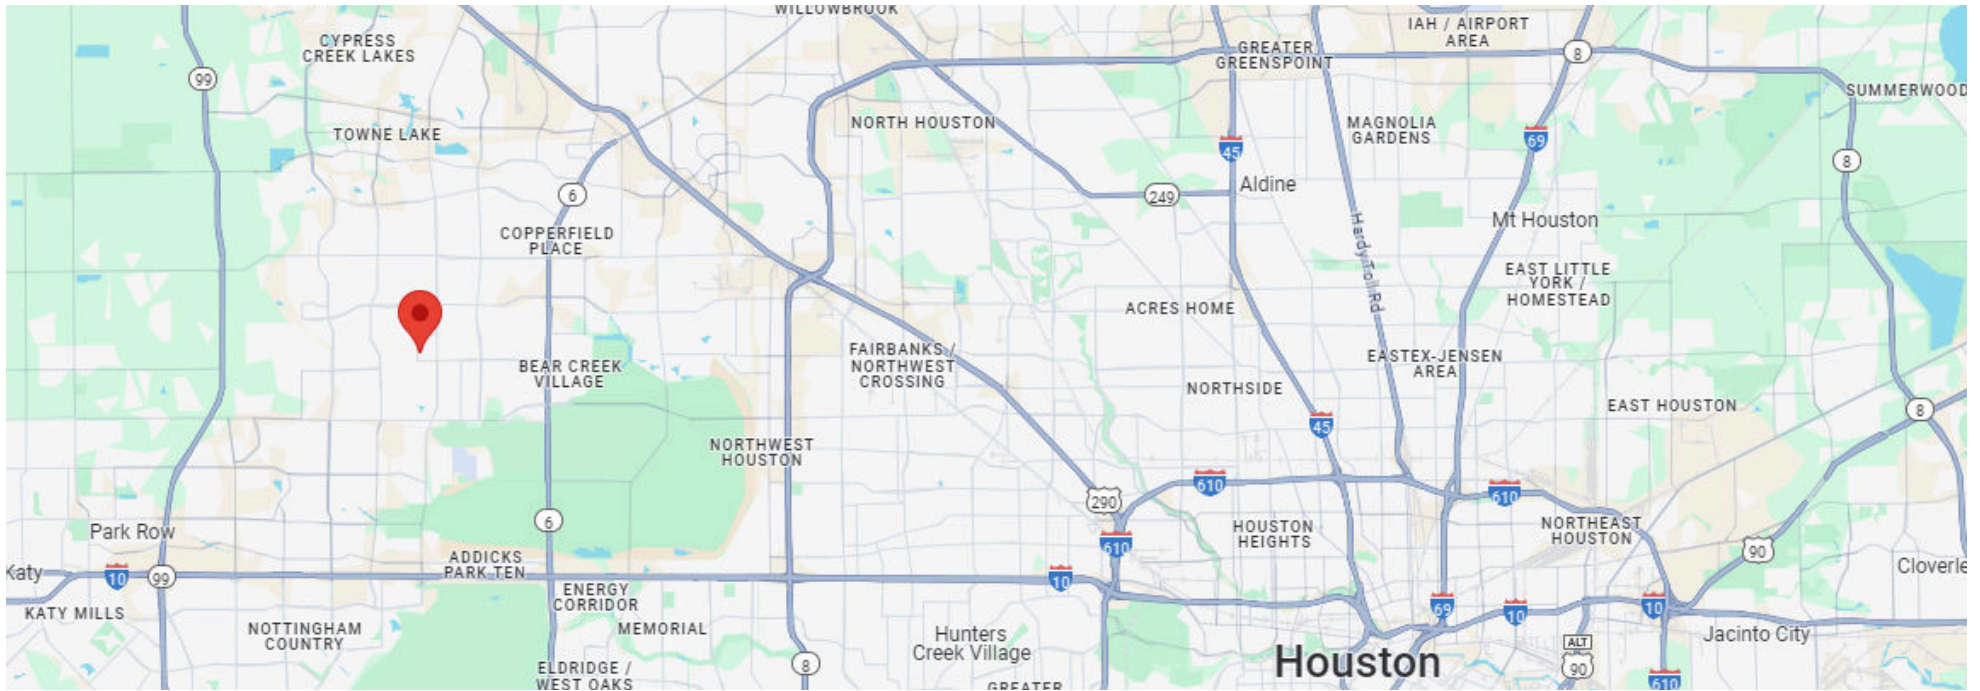 WILLOWBROOK
IAH / AIRPORT
AREA
CYPRESS
CREEK LAKES
GREATER
GREENSPOINT
8
99
SUMMERWOOD
NORTH HOUSTON
MAGNOLIA
GARDENS
TOWNE LAKE
69
45
8
Aldine
6
249
Mt Houston
COPPERFIELD
PLACE
Hardy Toll Rd
EAST LITTLE
YORK /
HOMESTEAD
ACRES HOME
FAIRBANKS /
NORTHWEST
CROSSING
EASTEX-JENSEN
AREA
BEAR CREEK
VILLAGE
NORTHSIDE
EAST HOUSTON
8
45
NORTHWEST
HOUSTON
610
610
290
6
Park Row
HOUSTON
HEIGHTS
NORTHEAST
HOUSTON
610
90
ADDICKS
PARK TEN
Katy
10
99
10
Cloverle
ENERGY
CORRIDOR
KATY MILLS
69
10
10
NOTTINGHAM
COUNTRY
MEMORIAL
Hunters
Creek Village
Jacinto City
ALT
90
8
Houston
ELDRIDGE /
WEST OAKS
GREATER
610